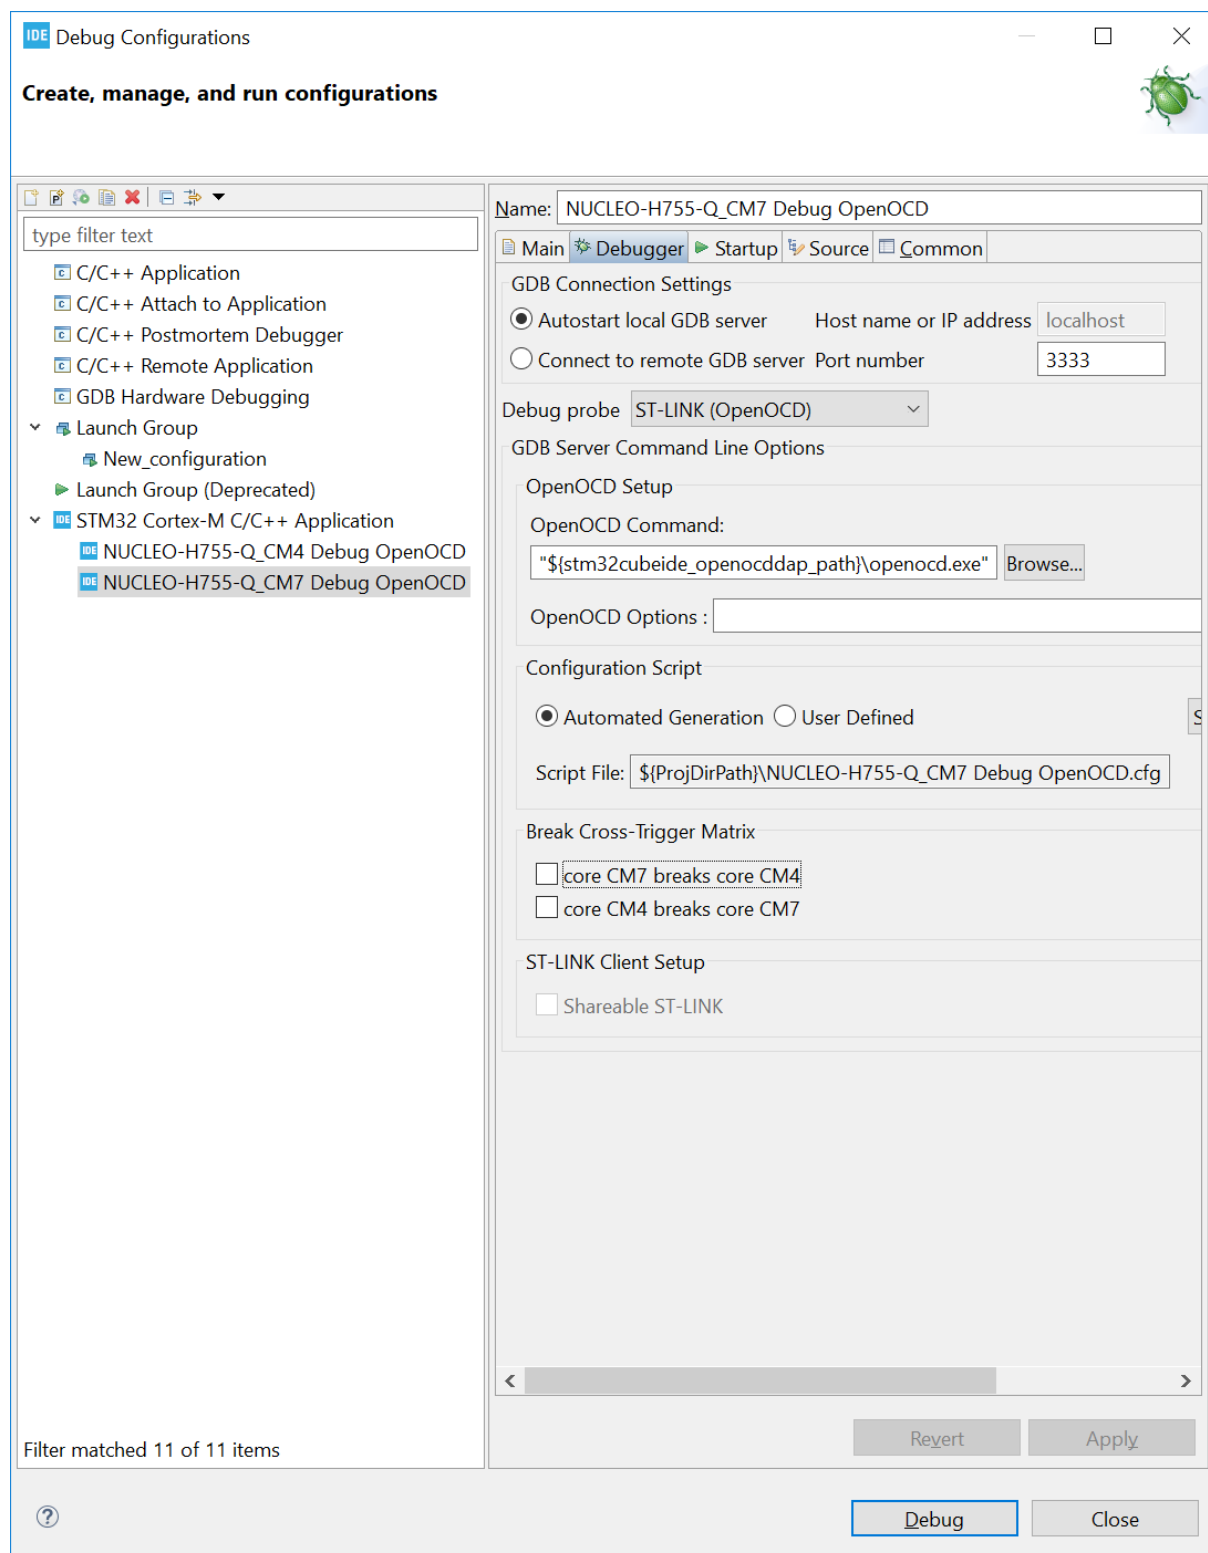 IDE Debug Configurations
Create, manage, and run configurations
type filter text
C/C++ Application
C/C++ Attach to Application
C/C++ Postmortem Debugger
C/C++ Remote Application
GDB Hardware Debugging
Launch Group
New_configuration
Launch Group (Deprecated)
IDE STM32 Cortex-M C/C++ Application
IDE NUCLEO-H755-Q_CM4 Debug OpenOCD
IDE NUCLEO-H755-Q_CM7 Debug OpenOCD
Filter matched 11 of 11 items
Name: NUCLEO-H755-Q_CM7 Debug OpenOCD
Main Debugger Startup Source Common
GDB Connection Settings
Autostart local GDB server Host name or IP address localhost
Connect to remote GDB server Port number 3333
Debug probe ST-LINK (OpenOCD)
GDB Server Command Line Options
OpenOCD Setup
OpenOCD Command:
"${stm32cubeide_openocddap_path}\openocd.exe" Browse...
OpenOCD Options :
Configuration Script
Automated Generation User Defined S
Script File: ${ProjDirPath}\NUCLEO-H755-Q_CM7 Debug OpenOCD.cfg
Break Cross-Trigger Matrix
core CM7 breaks core CM4
core CM4 breaks core CM7
ST-LINK Client Setup
Shareable ST-LINK
Revert Apply
Debug Close